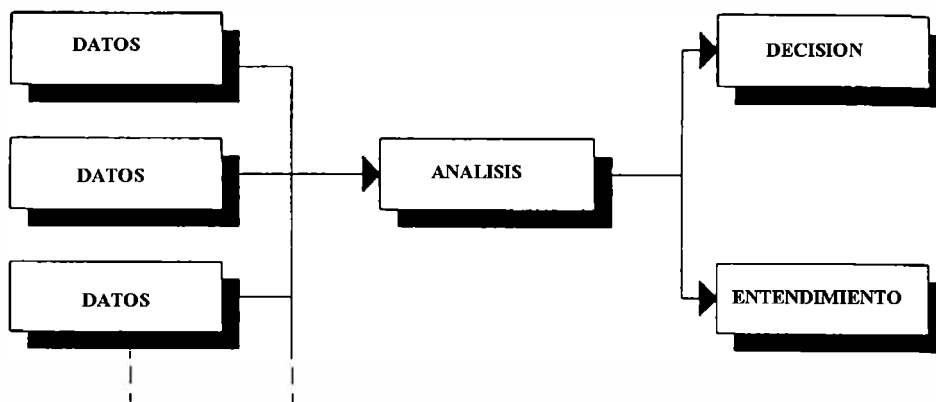 DATOS
DECISION
DATOS
ANALISIS
DATOS
ENTENDIMIENTO